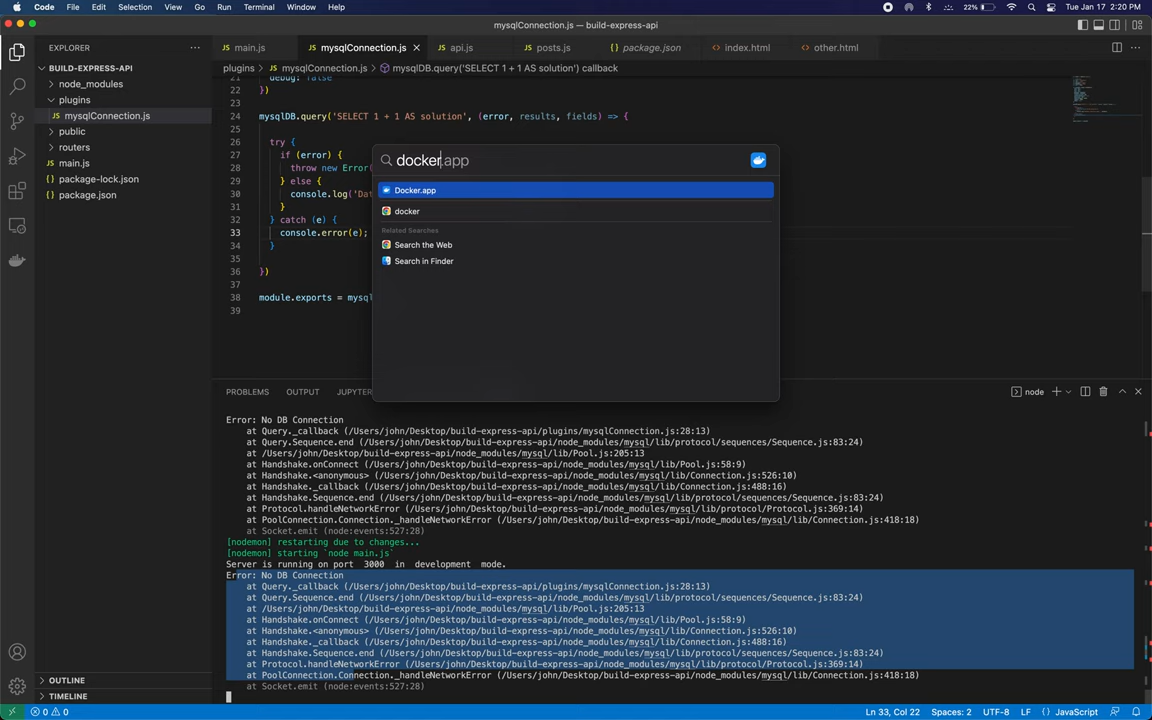 Code File Edit Selection View Go Run Terminal Window Help 22% Tue Jan 17 2:20 PM
mysqlConnection.js — build-express-api
EXPLORER
main.js mysqlConnection.js api.js posts.js {} package.json <> index.html <> other.html
BUILD-EXPRESS-API
node_modules
plugins
mysqlConnection.js
public
routers
main.js
{} package-lock.json
{} package.json
OUTLINE
TIMELINE
plugins > JS mysqlConnection.js > mysqlDB.query('SELECT 1 + 1 AS solution') callback
21 debug: false
22 })
23
24 mysqlDB.query('SELECT 1 + 1 AS solution', (error, results, fields) => {
25
26 try {
27 if (error) {
28 throw new Error(
29 } else {
30 console.log('Dat
31 }
32 } catch (e) {
33 console.error(e);
34 }
35
36 })
37
38 module.exports = mysql
39
docker.app
Docker.app
docker
Related Searches
Search the Web
Search in Finder
PROBLEMS OUTPUT JUPYTER node
Error: No DB Connection
at Query._callback (/Users/john/Desktop/build-express-api/plugins/mysqlConnection.js:28:13)
at Query.Sequence.end (/Users/john/Desktop/build-express-api/node_modules/mysql/lib/protocol/sequences/Sequence.js:83:24)
at /Users/john/Desktop/build-express-api/node_modules/mysql/lib/Pool.js:205:13
at Handshake.onConnect (/Users/john/Desktop/build-express-api/node_modules/mysql/lib/Pool.js:58:9)
at Handshake.<anonymous> (/Users/john/Desktop/build-express-api/node_modules/mysql/lib/Connection.js:526:10)
at Handshake._callback (/Users/john/Desktop/build-express-api/node_modules/mysql/lib/Connection.js:488:16)
at Handshake.Sequence.end (/Users/john/Desktop/build-express-api/node_modules/mysql/lib/protocol/sequences/Sequence.js:83:24)
at Protocol.handleNetworkError (/Users/john/Desktop/build-express-api/node_modules/mysql/lib/protocol/Protocol.js:369:14)
at PoolConnection.Connection._handleNetworkError (/Users/john/Desktop/build-express-api/node_modules/mysql/lib/Connection.js:418:18)
at Socket.emit (node:events:527:28)
[nodemon] restarting due to changes...
[nodemon] starting `node main.js`
Server is running on port 3000 in development mode.
Error: No DB Connection
at Query._callback (/Users/john/Desktop/build-express-api/plugins/mysqlConnection.js:28:13)
at Query.Sequence.end (/Users/john/Desktop/build-express-api/node_modules/mysql/lib/protocol/sequences/Sequence.js:83:24)
at /Users/john/Desktop/build-express-api/node_modules/mysql/lib/Pool.js:205:13
at Handshake.onConnect (/Users/john/Desktop/build-express-api/node_modules/mysql/lib/Pool.js:58:9)
at Handshake.<anonymous> (/Users/john/Desktop/build-express-api/node_modules/mysql/lib/Connection.js:526:10)
at Handshake._callback (/Users/john/Desktop/build-express-api/node_modules/mysql/lib/Connection.js:488:16)
at Handshake.Sequence.end (/Users/john/Desktop/build-express-api/node_modules/mysql/lib/protocol/sequences/Sequence.js:83:24)
at Protocol.handleNetworkError (/Users/john/Desktop/build-express-api/node_modules/mysql/lib/protocol/Protocol.js:369:14)
at PoolConnection.Connection._handleNetworkError (/Users/john/Desktop/build-express-api/node_modules/mysql/lib/Connection.js:418:18)
at Socket.emit (node:events:527:28)
0 0 Ln 33, Col 22 Spaces: 2 UTF-8 LF {} JavaScript